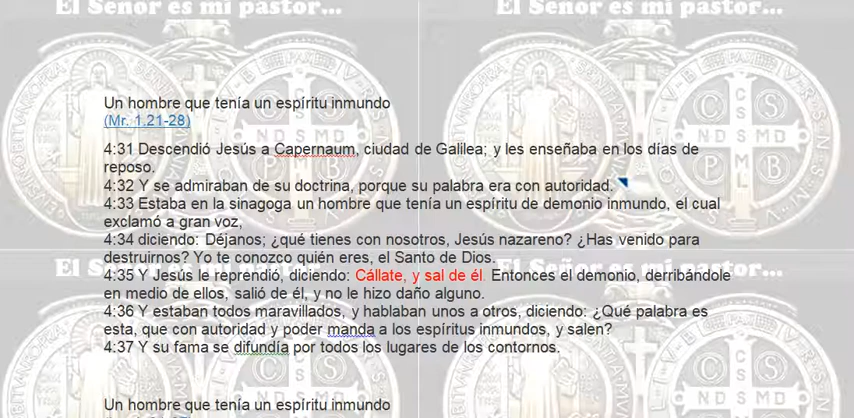 El Señor es mi pastor... El Señor es mi pastor...
Un hombre que tenía un espíritu inmundo
(Mr. 1.21-28)
4:31 Descendió Jesús a Capernaum, ciudad de Galilea; y les enseñaba en los días de
reposo.
4:32 Y se admiraban de su doctrina, porque su palabra era con autoridad.
4:33 Estaba en la sinagoga un hombre que tenía un espíritu de demonio inmundo, el cual
exclamó a gran voz,
4:34 diciendo: Déjanos; ¿qué tienes con nosotros, Jesús nazareno? ¿Has venido para
destruirnos? Yo te conozco quién eres, el Santo de Dios.
4:35 Y Jesús le reprendió, diciendo: Cállate, y sal de él. Entonces el demonio, derribándole
en medio de ellos, salió de él, y no le hizo daño alguno.
4:36 Y estaban todos maravillados, y hablaban unos a otros, diciendo: ¿Qué palabra es
esta, que con autoridad y poder manda a los espíritus inmundos, y salen?
4:37 Y su fama se difundía por todos los lugares de los contornos.
Un hombre que tenía un espíritu inmundo